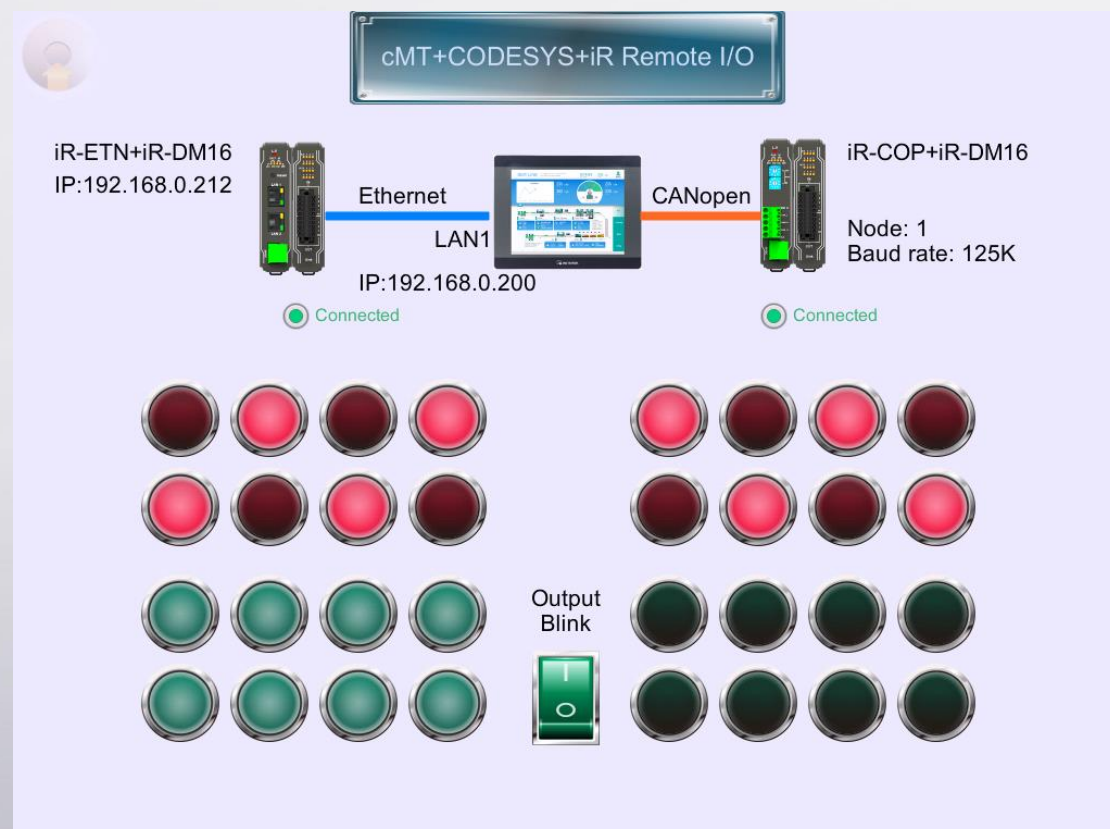 cMT+CODESYS+iR Remote I/O
iR-ETN+iR-DM16
IP:192.168.0.212
Ethernet
LAN1
IP:192.168.0.200
CANopen
iR-COP+iR-DM16
Node: 1
Baud rate: 125K
Connected
Connected
Output
Blink
I
O